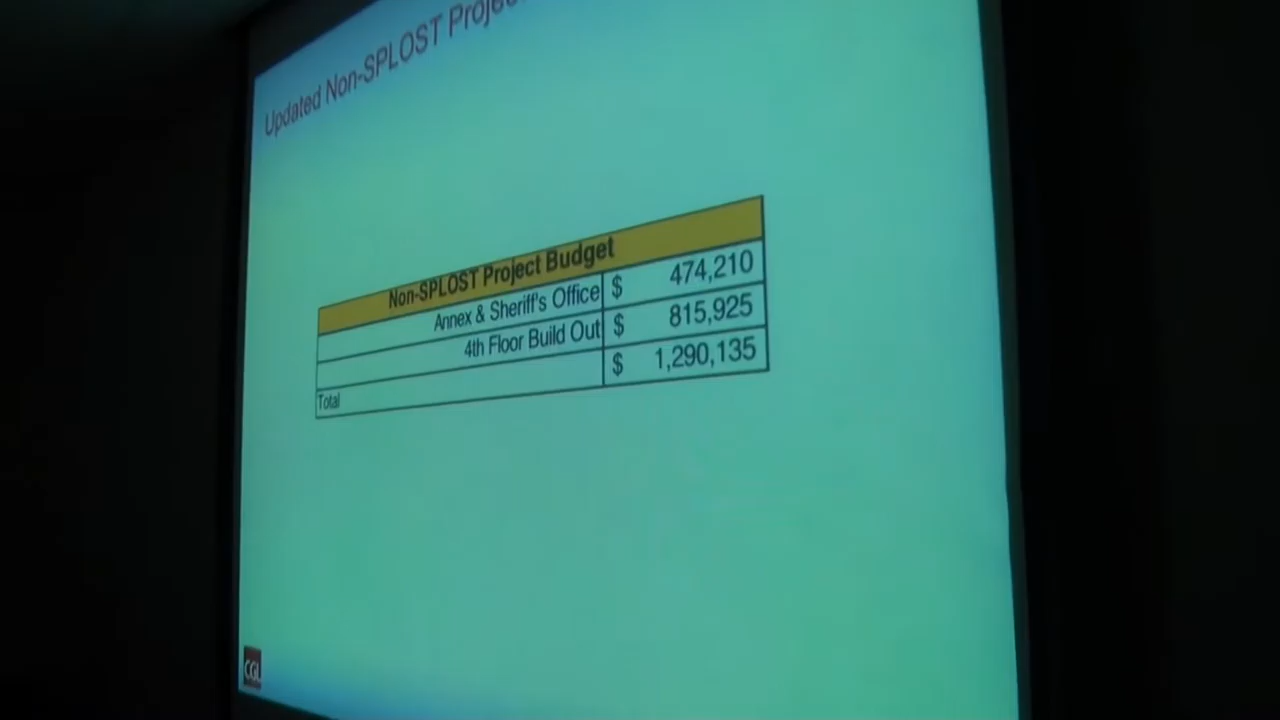 Updated Non-SPLOST
Non-SPLOST Project Budget
Annex & Sheriff's Office $ 474,210
4th Floor Build Out $ 815,925
Total $ 1,290,135
CGL